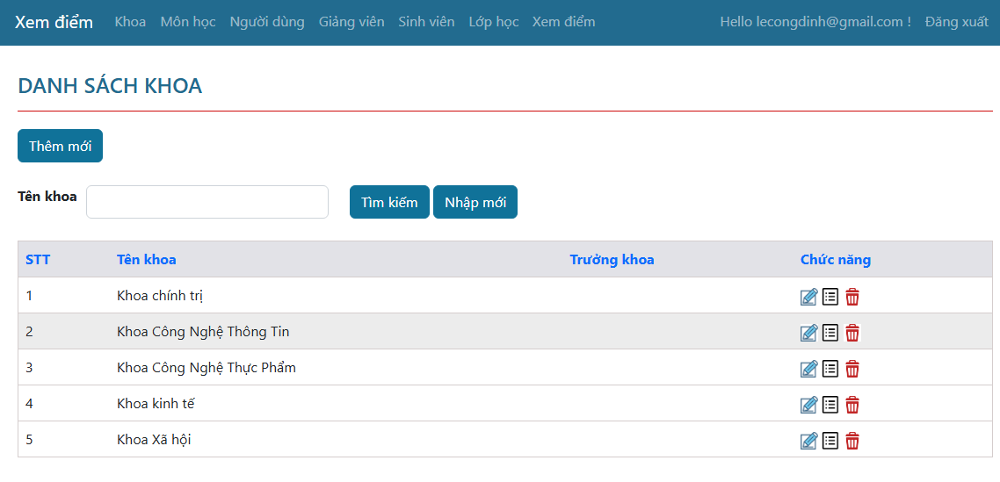 Xem điểm Khoa Môn học Người dùng Giảng viên Sinh viên Lớp học Xem điểm Hello lecongdinh@gmail.com ! Đăng xuất
DANH SÁCH KHOA
Thêm mới
Tên khoa Tìm kiếm Nhập mới
STT Tên khoa Trưởng khoa Chức năng
1 Khoa chính trị
2 Khoa Công Nghệ Thông Tin
3 Khoa Công Nghệ Thực Phẩm
4 Khoa kinh tế
5 Khoa Xã hội